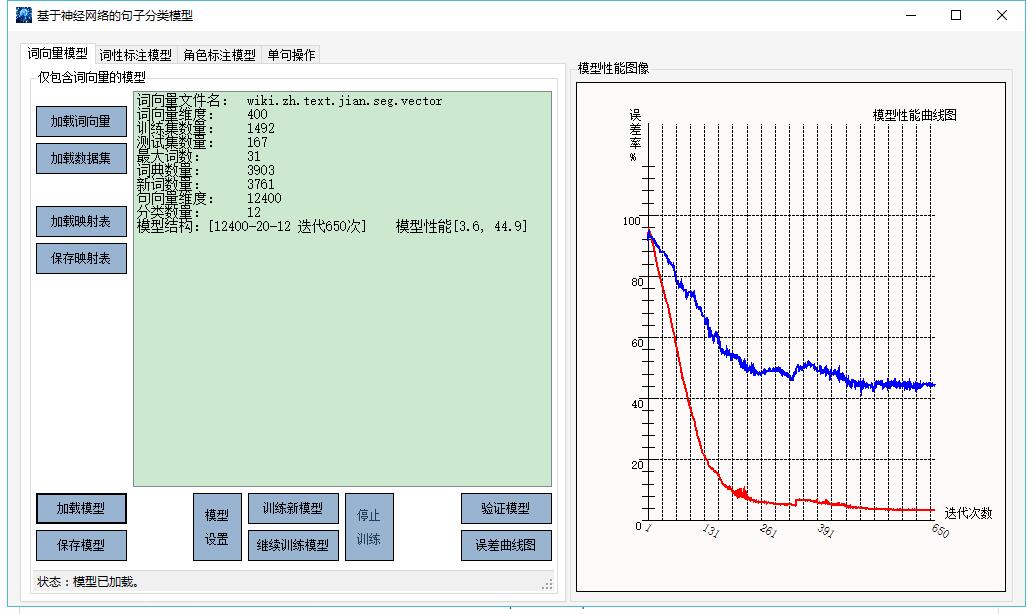 基于神经网络的句子分类模型
词向量模型 词性标注模型 角色标注模型 单句操作
仅包含词向量的模型
加载词向量
加载数据集
加载映射表
保存映射表
词向量文件名： wiki.zh.text.jian.seg.vector
词向量维度： 400
训练集数量： 1492
测试集数量： 167
最大词数： 31
词典数量： 3903
新词数量： 3761
句向量维度： 12400
分类数量： 12
模型结构：[12400-20-12 迭代650次] 模型性能[3.6, 44.9]
加载模型
保存模型
模型
设置
训练新模型
继续训练模型
停止
训练
验证模型
误差曲线图
状态：模型已加载。
模型性能图像
模型性能曲线图
误
差
率
%
100
80
60
40
20
0
1 131 261 391 650
迭代次数